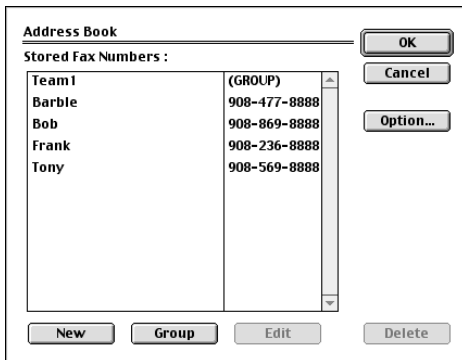 Address Book
OK
Stored Fax Numbers :
Cancel
Team1 (GROUP)
Barble 908-477-8888
Bob 908-869-8888
Option...
Frank 908-236-8888
Tony 908-569-8888
New Group Edit Delete